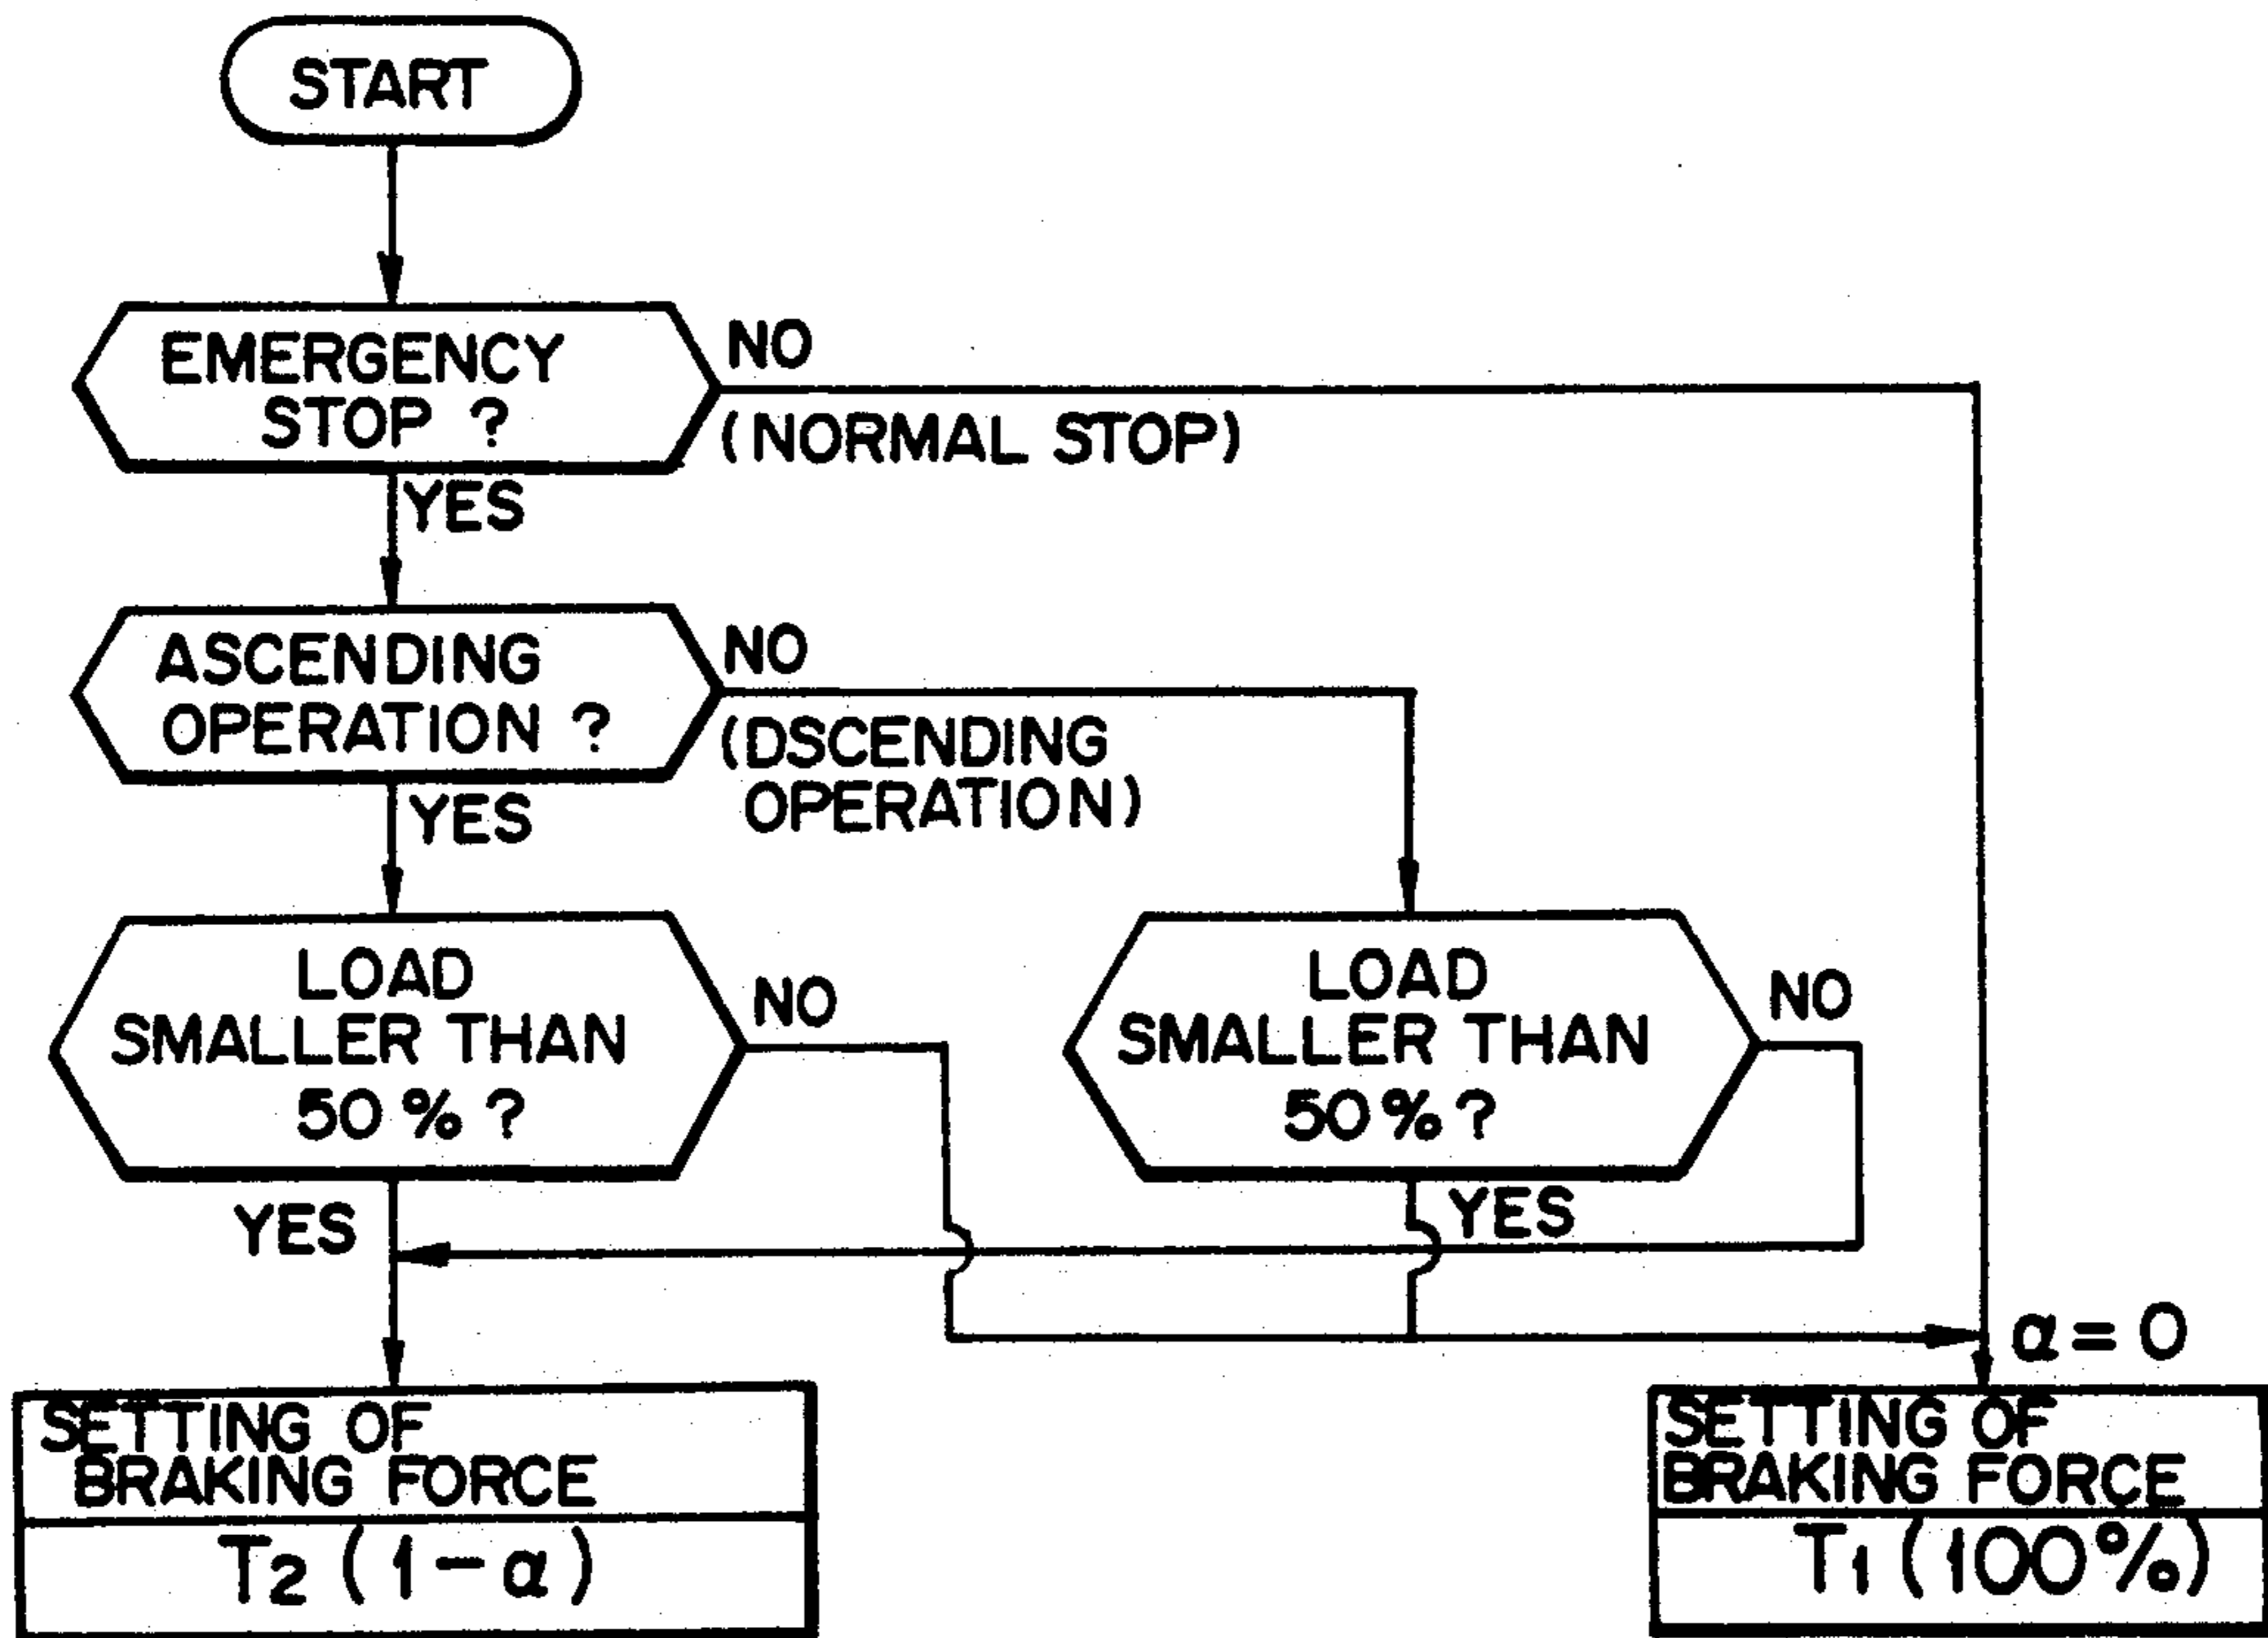 START
EMERGENCY
STOP ?
NO
(NORMAL STOP)
YES
ASCENDING
OPERATION ?
NO
(DSCENDING
OPERATION)
YES
LOAD
SMALLER THAN
50 % ?
NO
YES
LOAD
SMALLER THAN
50 % ?
NO
YES
α = 0
SETTING OF
BRAKING FORCE
T2 (1-α)
SETTING OF
BRAKING FORCE
T1 (100%)